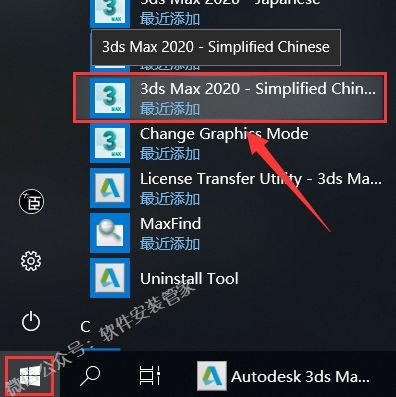 3ds Max 2020 - Japanese
最近添加
3ds Max 2020 - Simplified Chinese
3ds Max 2020 - Simplified Chin...
最近添加
Change Graphics Mode
最近添加
License Transfer Utility - 3ds Ma...
最近添加
MaxFind
最近添加
Uninstall Tool
C
Autodesk 3ds Ma...
微信公众号：软件安装管家